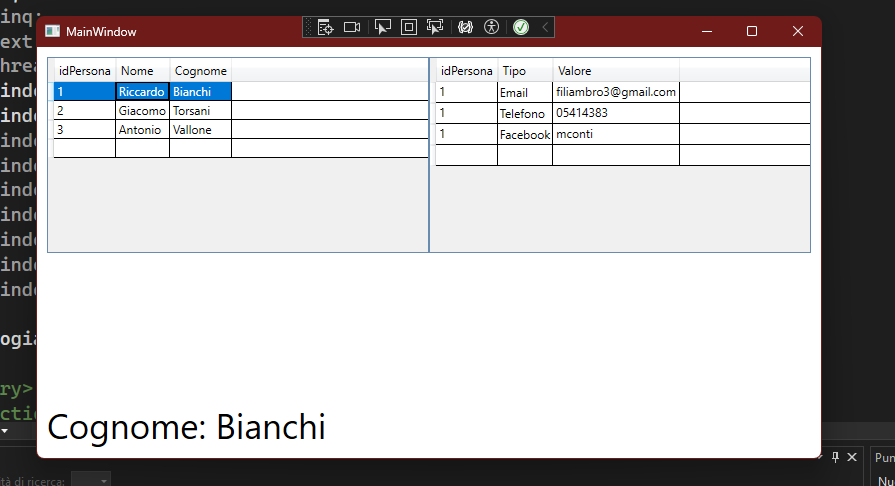 MainWindow
idPersona Nome Cognome
1 Riccardo Bianchi
2 Giacomo Torsani
3 Antonio Vallone
idPersona Tipo Valore
1 Email filiambro3@gmail.com
1 Telefono 05414383
1 Facebook mconti
Cognome: Bianchi
inq;
ext
hrea
inde
inde
inde
inde
inde
inde
inde
inde
inde
ogia
ry>
ctio
tà di ricerca:
Pun
Nu